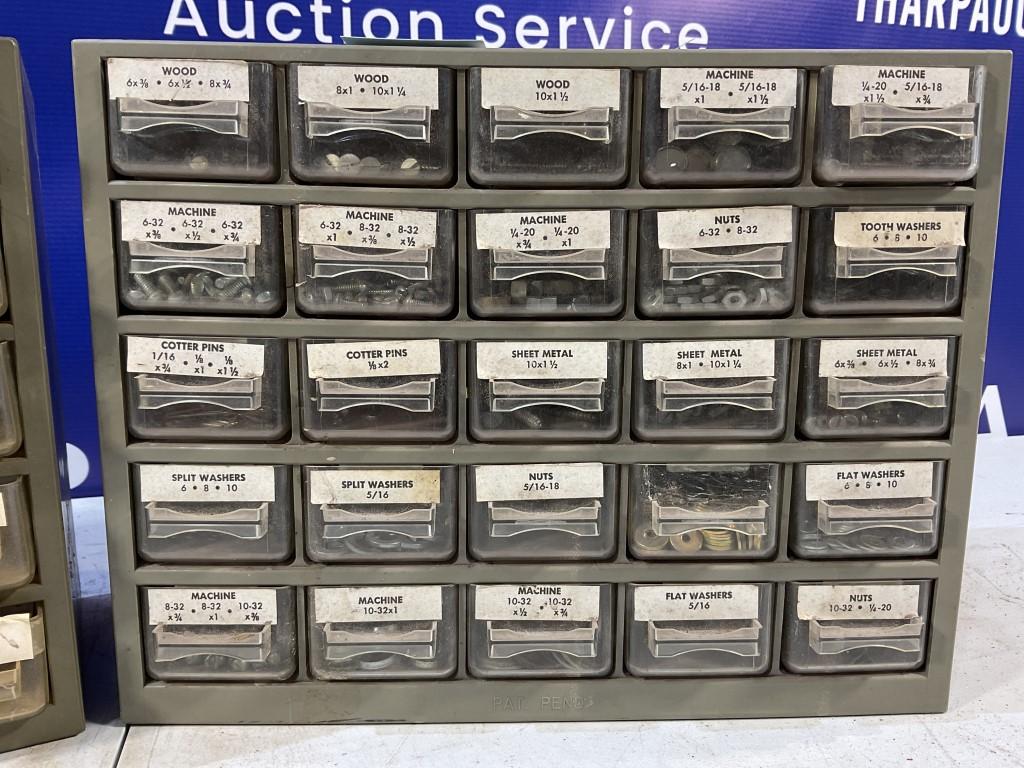 Auction Service
THARPAUG
WOOD
6x⅜ • 6x½ • 8x¾
WOOD
8x1 • 10x1¼
WOOD
10x1½
MACHINE
5/16-18 • 5/16-18
x1 x1½
MACHINE
¼-20 • 5/16-18
x1½ x¾
MACHINE
6-32 • 6-32 • 6-32
x⅜ x½ x¾
MACHINE
6-32 • 8-32 • 8-32
x1 x⅜ x½
MACHINE
¼-20 • ¼-20
x¾ x1
NUTS
6-32 • 8-32
TOOTH WASHERS
6 • 8 • 10
COTTER PINS
1/16 • ⅛ • ⅛
x¾ x1 x1½
COTTER PINS
⅛x2
SHEET METAL
10x1½
SHEET METAL
8x1 • 10x1¼
SHEET METAL
6x⅜ • 6x½ • 8x¾
SPLIT WASHERS
6 • 8 • 10
SPLIT WASHERS
5/16
NUTS
5/16-18
FLAT WASHERS
6 • 8 • 10
MACHINE
8-32 • 8-32 • 10-32
x¾ x1 x⅜
MACHINE
10-32x1
MACHINE
10-32 • 10-32
x½ x¾
FLAT WASHERS
5/16
NUTS
10-32 • ¼-20
PAT. PEND'G